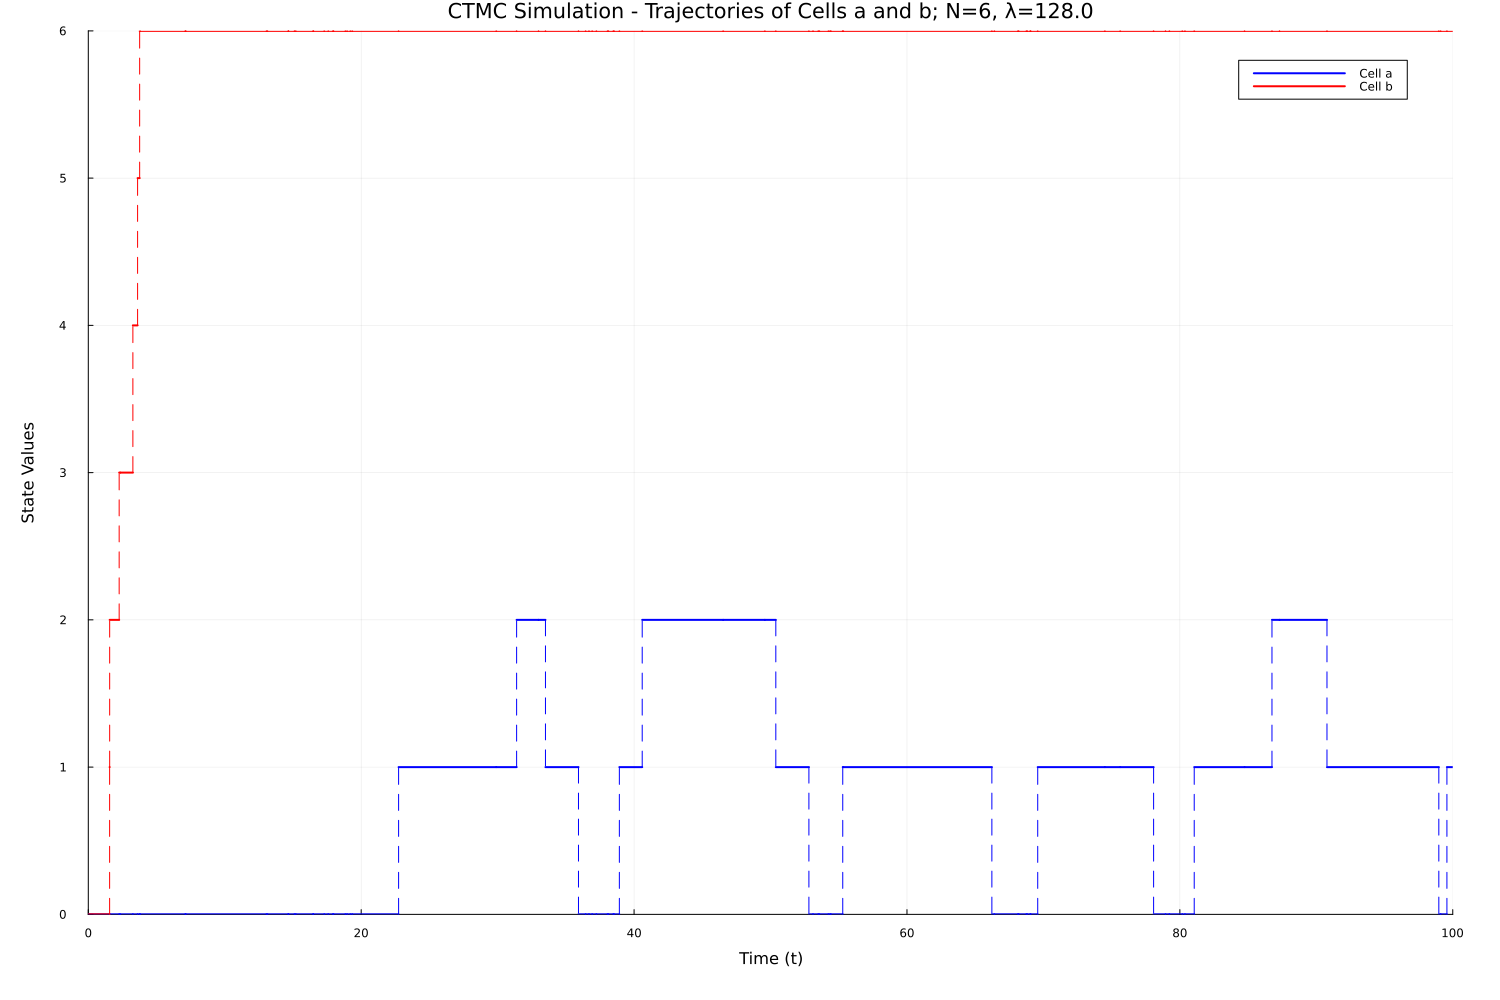 CTMC Simulation - Trajectories of Cells a and b; N=6, λ=128.0
6
Cell a
Cell b
5
4
State Values
3
2
1
0
0 20 40 60 80 100
Time (t)